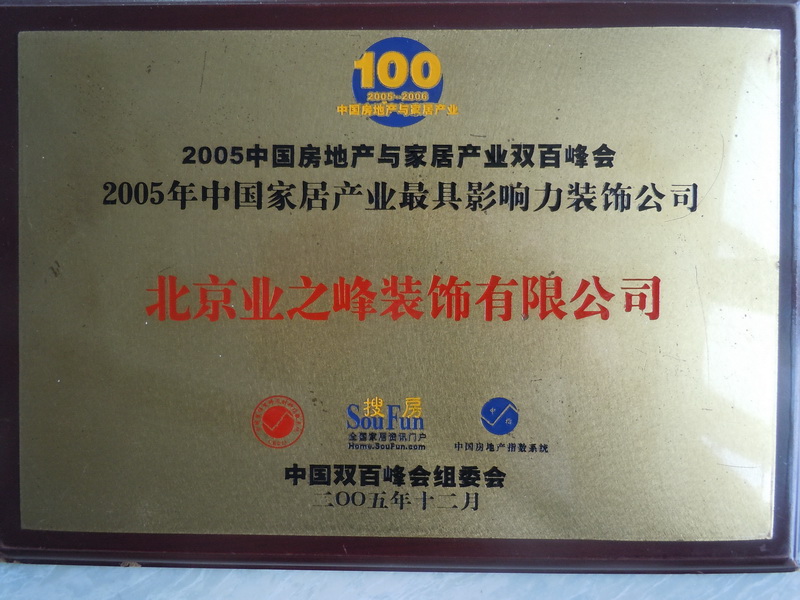 100
2005-2006
中国房地产与家居产业
2005中国房地产与家居产业双百峰会
2005年中国家居产业最具影响力装饰公司
北京业之峰装饰有限公司
搜房
SouFun
全国家居资讯门户
Home.SouFun.com
中国房地产指数系统
中国双百峰会组委会
二〇〇五年十二月